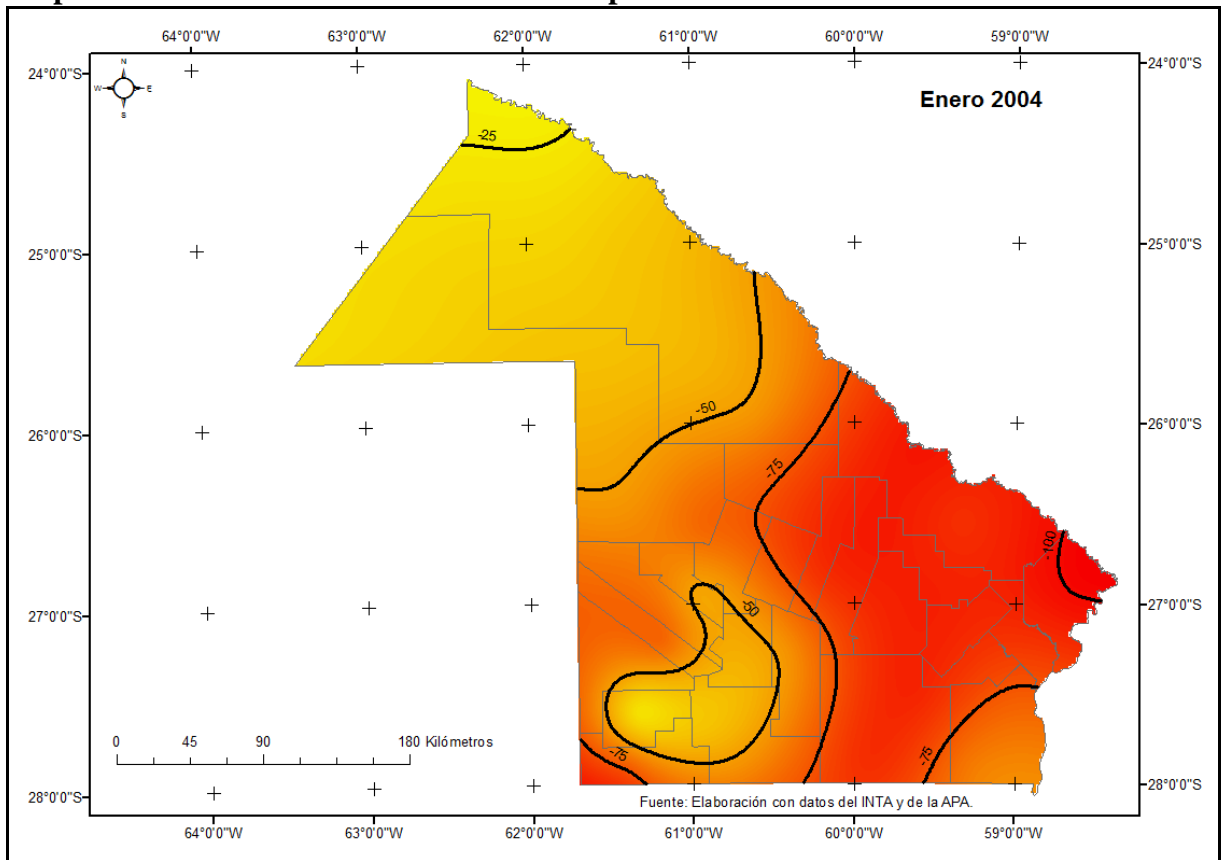 64°0'0"W 63°0'0"W 62°0'0"W 61°0'0"W 60°0'0"W 59°0'0"W
24°0'0"S 24°0'0"S
N
W E
S
Enero 2004
-25
25°0'0"S 25°0'0"S
-50
26°0'0"S 26°0'0"S
-75
-100
27°0'0"S 27°0'0"S
-50
0 45 90 180 Kilómetros
-75
-75
28°0'0"S 28°0'0"S
Fuente: Elaboración con datos del INTA y de la APA.
64°0'0"W 63°0'0"W 62°0'0"W 61°0'0"W 60°0'0"W 59°0'0"W